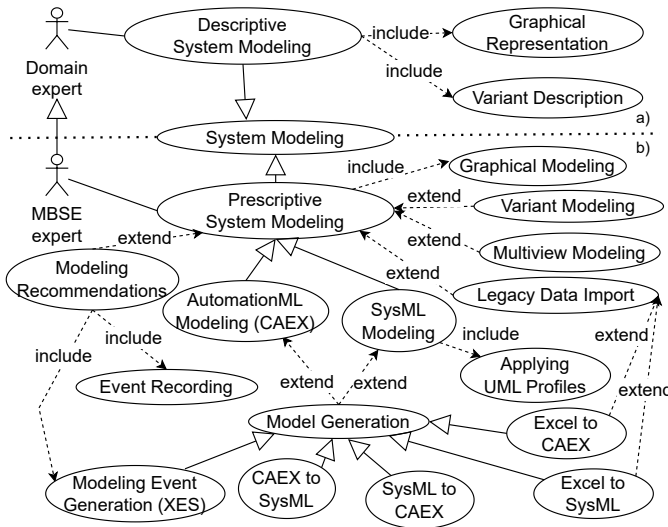 Domain
expert
Descriptive
System Modeling
include
Graphical
Representation
include
Variant Description
a)
System Modeling
b)
MBSE
expert
Prescriptive
System Modeling
include
Graphical Modeling
extend
Variant Modeling
extend
Multiview Modeling
extend
Modeling
Recommendations
extend
Legacy Data Import
AutomationML
Modeling (CAEX)
SysML
Modeling
extend
include
include
include
Event Recording
extend
extend
Applying
UML Profiles
extend
Model Generation
Excel to
CAEX
Modeling Event
Generation (XES)
CAEX to
SysML
SysML to
CAEX
Excel to
SysML